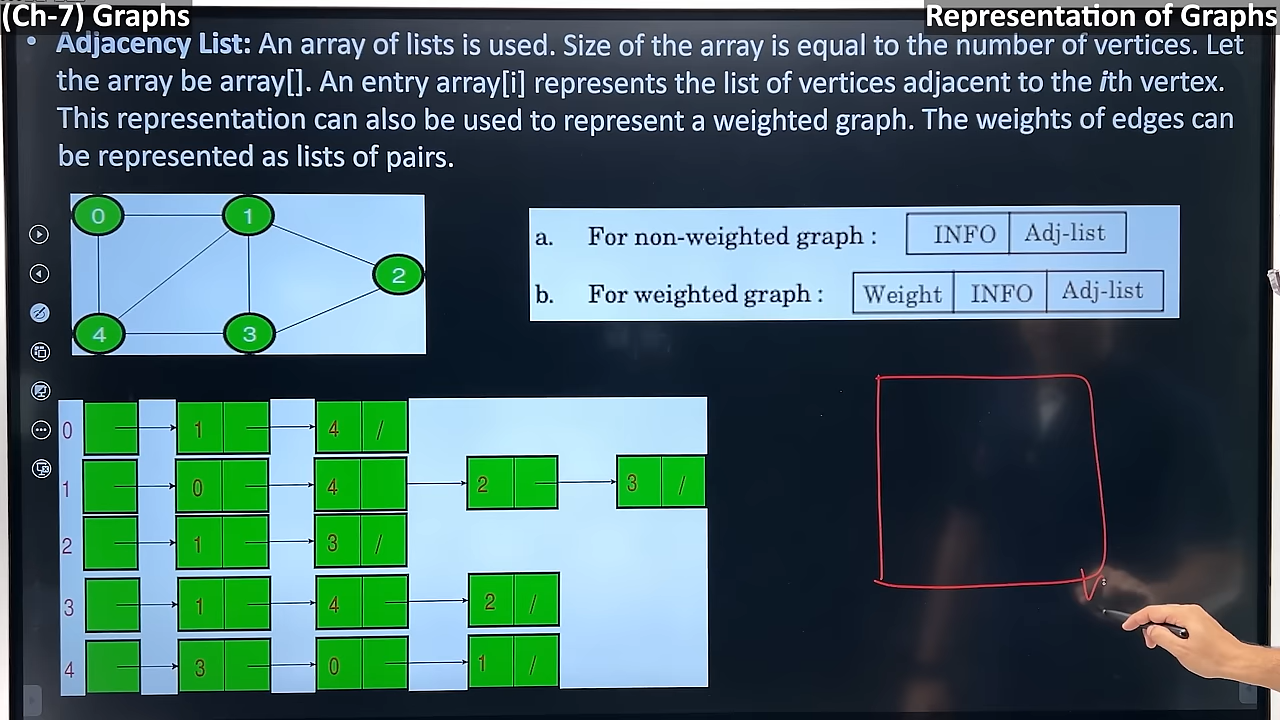 (Ch-7) Graphs
Representation of Graphs
• Adjacency List: An array of lists is used. Size of the array is equal to the number of vertices. Let
the array be array[]. An entry array[i] represents the list of vertices adjacent to the ith vertex.
This representation can also be used to represent a weighted graph. The weights of edges can
be represented as lists of pairs.
0 1
2
4 3
a. For non-weighted graph : INFO Adj-list
b. For weighted graph : Weight INFO Adj-list
0 1 4 /
1 0 4 2 3 /
2 1 3 /
3 1 4 2 /
4 3 0 1 /
V